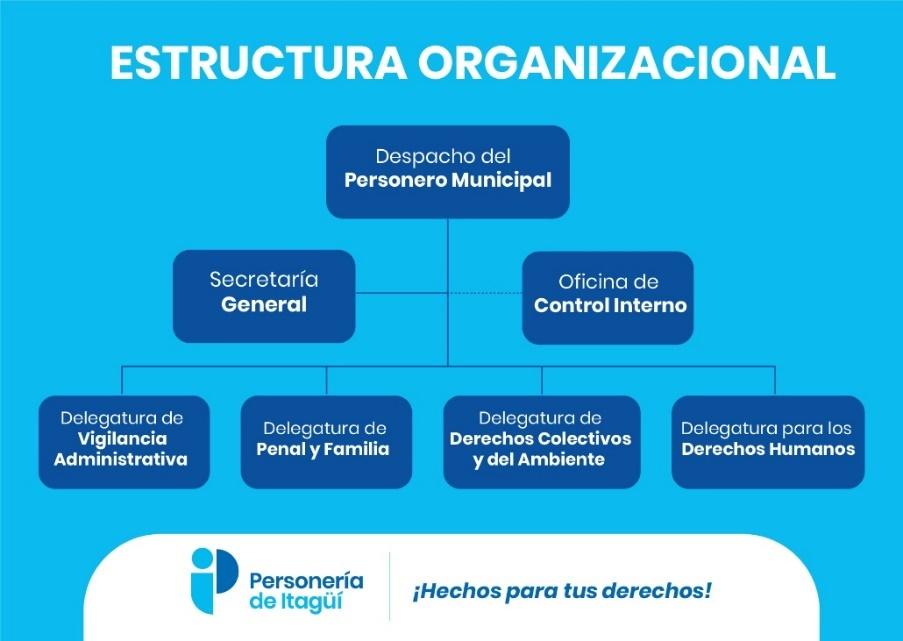 ESTRUCTURA ORGANIZACIONAL
Despacho del
Personero Municipal
Secretaría
General
Oficina de
Control Interno
Delegatura de
Vigilancia
Administrativa
Delegatura de
Penal y Familia
Delegatura de
Derechos Colectivos
y del Ambiente
Delegatura para los
Derechos Humanos
Personería
de Itagüí
¡Hechos para tus derechos!